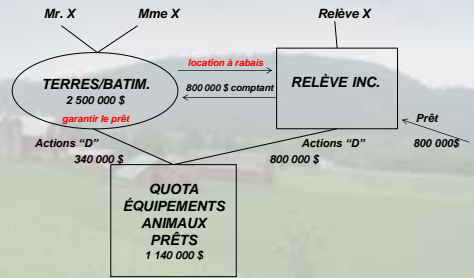 Mr. X
Mme X
Relève X
TERRES/BATIM.
2 500 000 $
garantir le prêt
location à rabais
800 000 $ comptant
RELÈVE INC.
Prêt
800 000$
Actions “D”
340 000 $
Actions “D”
800 000 $
QUOTA
ÉQUIPEMENTS
ANIMAUX
PRÊTS
1 140 000 $